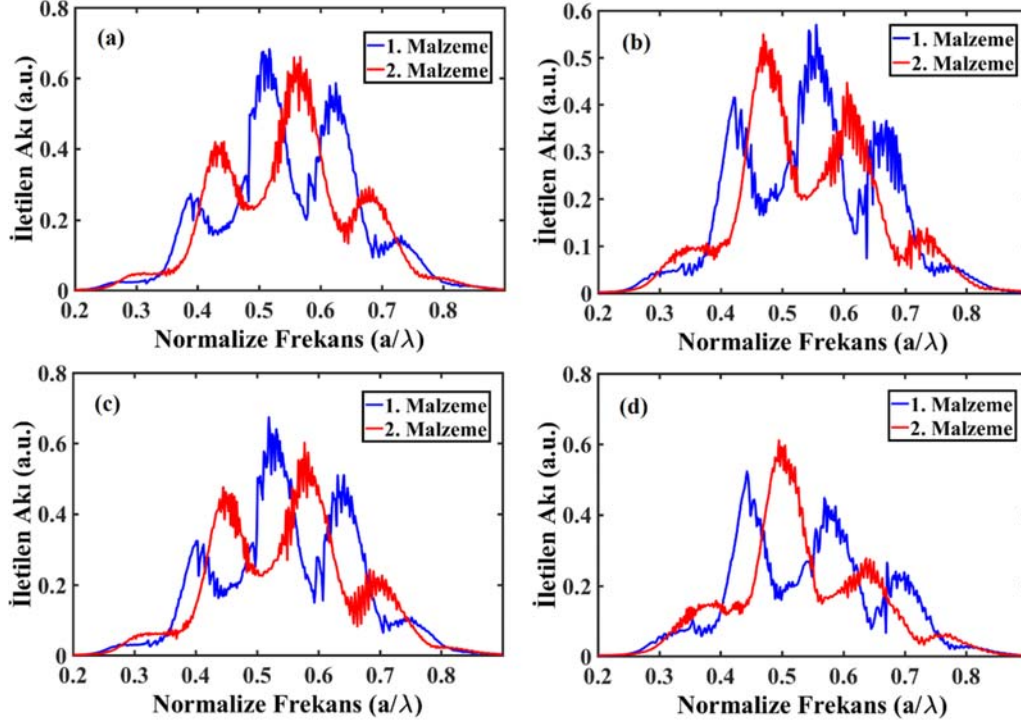 (a)
1. Malzeme
2. Malzeme
İletilen Akı (a.u.)
0.8
0.6
0.4
0.2
0
0.2 0.3 0.4 0.5 0.6 0.7 0.8
Normalize Frekans (a/λ)
(b)
1. Malzeme
2. Malzeme
İletilen Akı (a.u.)
0.6
0.5
0.4
0.3
0.2
0.1
0
0.2 0.3 0.4 0.5 0.6 0.7 0.8
Normalize Frekans (a/λ)
(c)
1. Malzeme
2. Malzeme
İletilen Akı (a.u.)
0.8
0.6
0.4
0.2
0
0.2 0.3 0.4 0.5 0.6 0.7 0.8
Normalize Frekans (a/λ)
(d)
1. Malzeme
2. Malzeme
İletilen Akı (a.u.)
0.8
0.6
0.4
0.2
0
0.2 0.3 0.4 0.5 0.6 0.7 0.8
Normalize Frekans (a/λ)